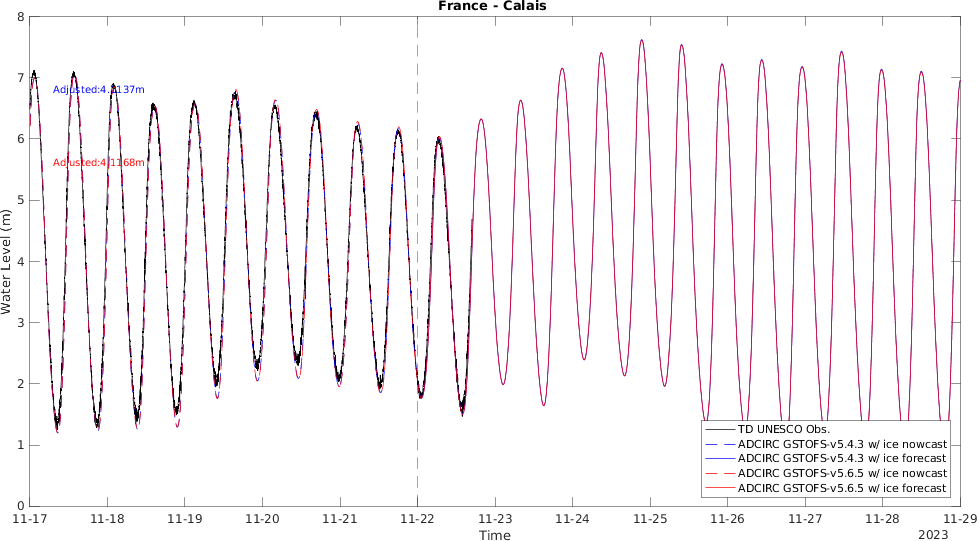 France - Calais
8
7
6
5
4
3
2
1
0
Water Level (m)
Adjusted:4.1137m
Adjusted:4.1168m
TD UNESCO Obs.
ADCIRC GSTOFS-v5.4.3 w/ ice nowcast
ADCIRC GSTOFS-v5.4.3 w/ ice forecast
ADCIRC GSTOFS-v5.6.5 w/ ice nowcast
ADCIRC GSTOFS-v5.6.5 w/ ice forecast
11-17 11-18 11-19 11-20 11-21 11-22 11-23 11-24 11-25 11-26 11-27 11-28 11-29
Time
2023